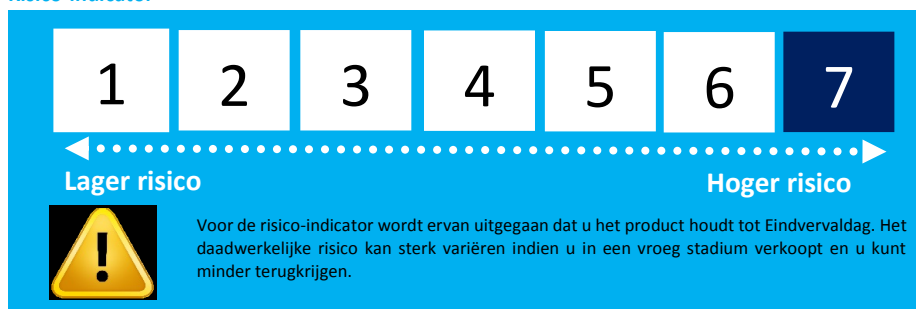 Risico-indicator
1 2 3 4 5 6 7
Lager risico Hoger risico
Voor de risico-indicator wordt ervan uitgegaan dat u het product houdt tot Eindvervaldag. Het
daadwerkelijke risico kan sterk variëren indien u in een vroeg stadium verkoopt en u kunt
minder terugkrijgen.